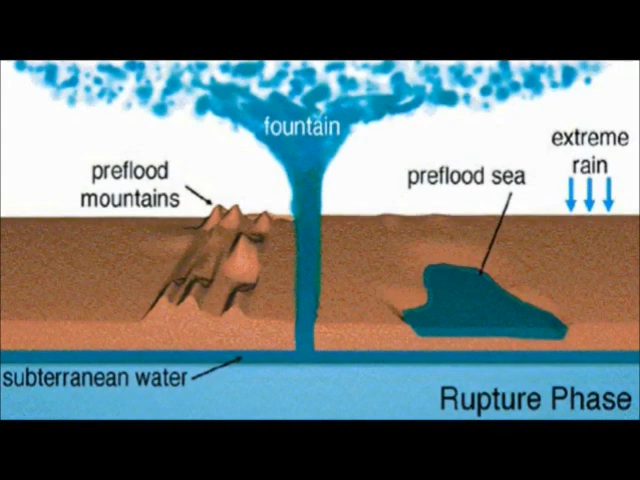 fountain
extreme
rain
preflood
mountains
preflood sea
subterranean water
Rupture Phase